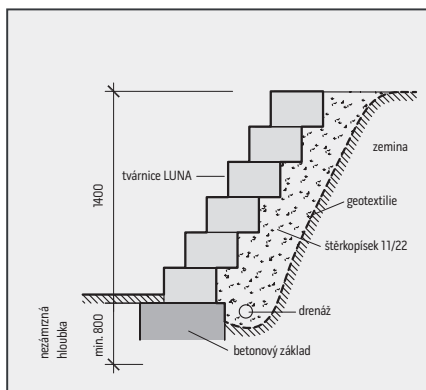 zemina
tvárnice LUNA
1400
geotextilie
štěrkopísek 11/22
drenáž
nezámrzná
hloubka
min. 800
betonový základ